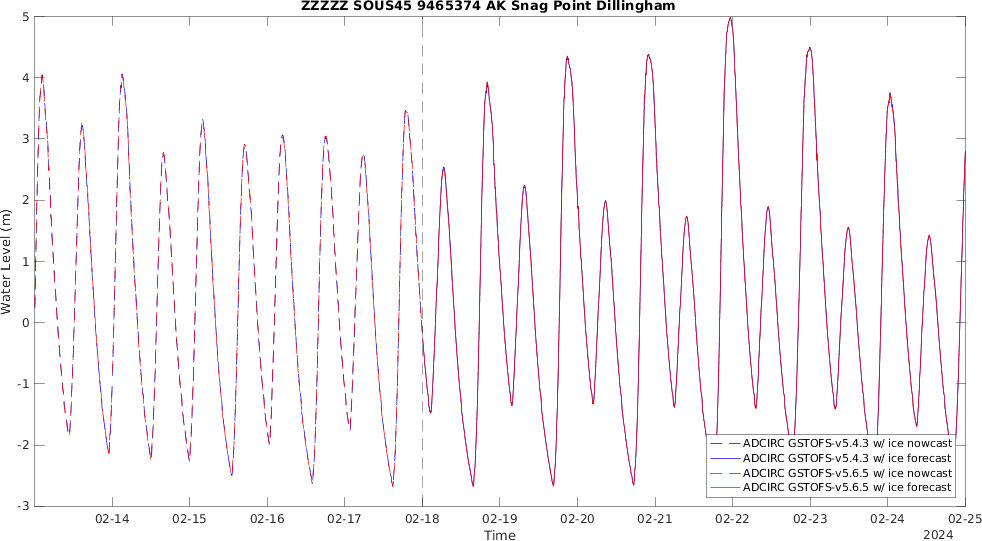 ZZZZZ SOUS45 9465374 AK Snag Point Dillingham
Water Level (m)
5
4
3
2
1
0
-1
-2
-3
ADCIRC GSTOFS-v5.4.3 w/ ice nowcast
ADCIRC GSTOFS-v5.4.3 w/ ice forecast
ADCIRC GSTOFS-v5.6.5 w/ ice nowcast
ADCIRC GSTOFS-v5.6.5 w/ ice forecast
02-14 02-15 02-16 02-17 02-18 02-19 02-20 02-21 02-22 02-23 02-24 02-25
Time
2024